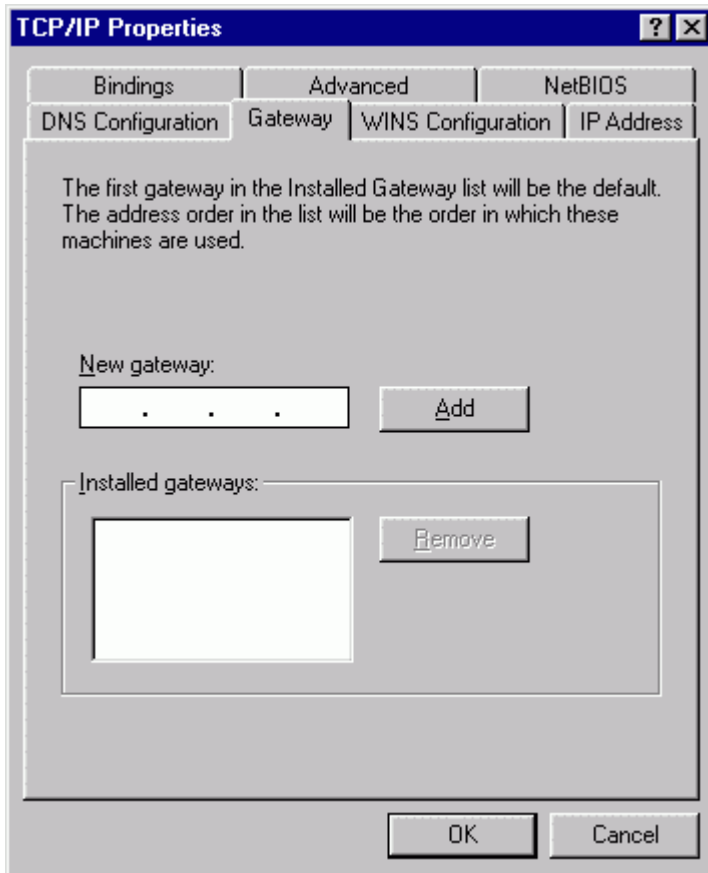 TCP/IP Properties
Bindings Advanced NetBIOS
DNS Configuration Gateway WINS Configuration IP Address
The first gateway in the Installed Gateway list will be the default.
The address order in the list will be the order in which these
machines are used.
New gateway:
. . .
Add
Installed gateways:
Remove
OK Cancel